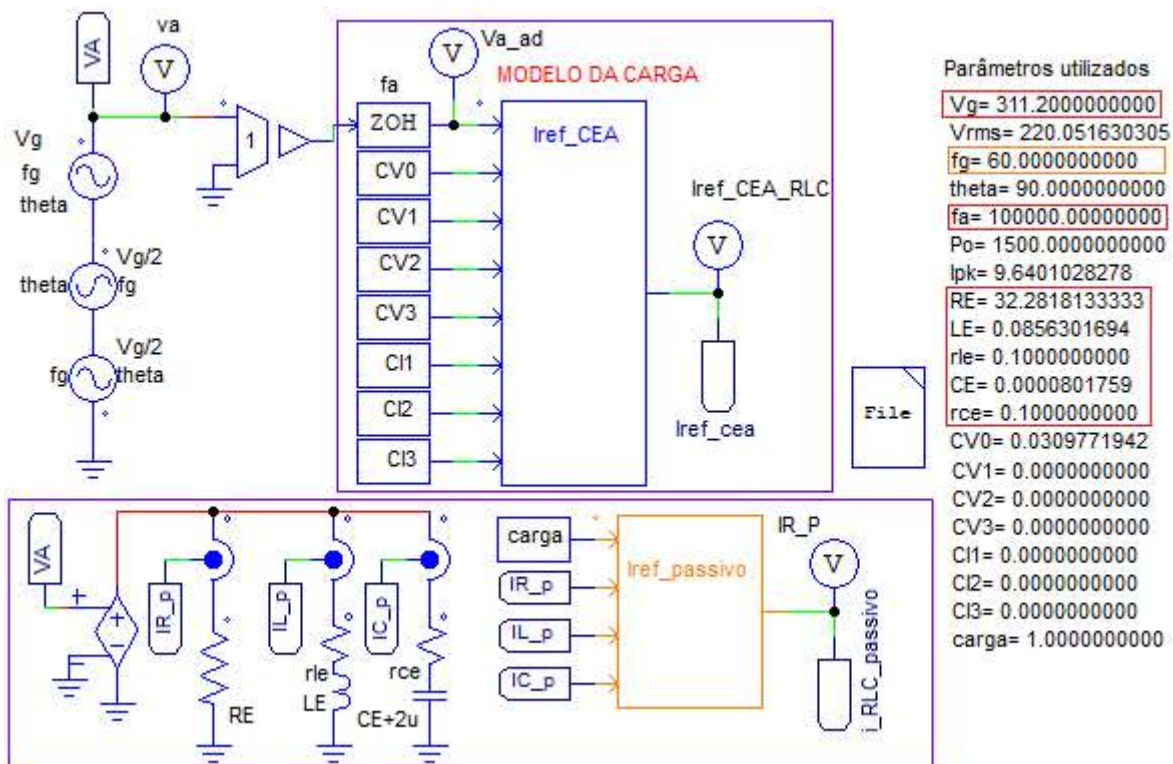 VA
va
V
Vg
fg
theta
Vg/2
theta
fg
Vg/2
fg
theta
1
fa
ZOH
CV0
CV1
CV2
CV3
CI1
CI2
CI3
Va_ad
V
MODELO DA CARGA
Iref_CEA
Iref_CEA_RLC
V
Iref_cea
File
Parâmetros utilizados
Vg= 311.2000000000
Vrms= 220.051630305
fg= 60.0000000000
theta= 90.0000000000
fa= 100000.00000000
Po= 1500.0000000000
Ipk= 9.6401028278
RE= 32.2818133333
LE= 0.0856301694
rle= 0.1000000000
CE= 0.0000801759
rce= 0.1000000000
CV0= 0.0309771942
CV1= 0.0000000000
CV2= 0.0000000000
CV3= 0.0000000000
CI1= 0.0000000000
CI2= 0.0000000000
CI3= 0.0000000000
carga= 1.0000000000
VA
IR_p
RE
IL_p
rle
LE
IC_p
rce
CE+2u
carga
IR_p
IL_p
IC_p
Iref_passivo
IR_P
V
i_RLC_passivo